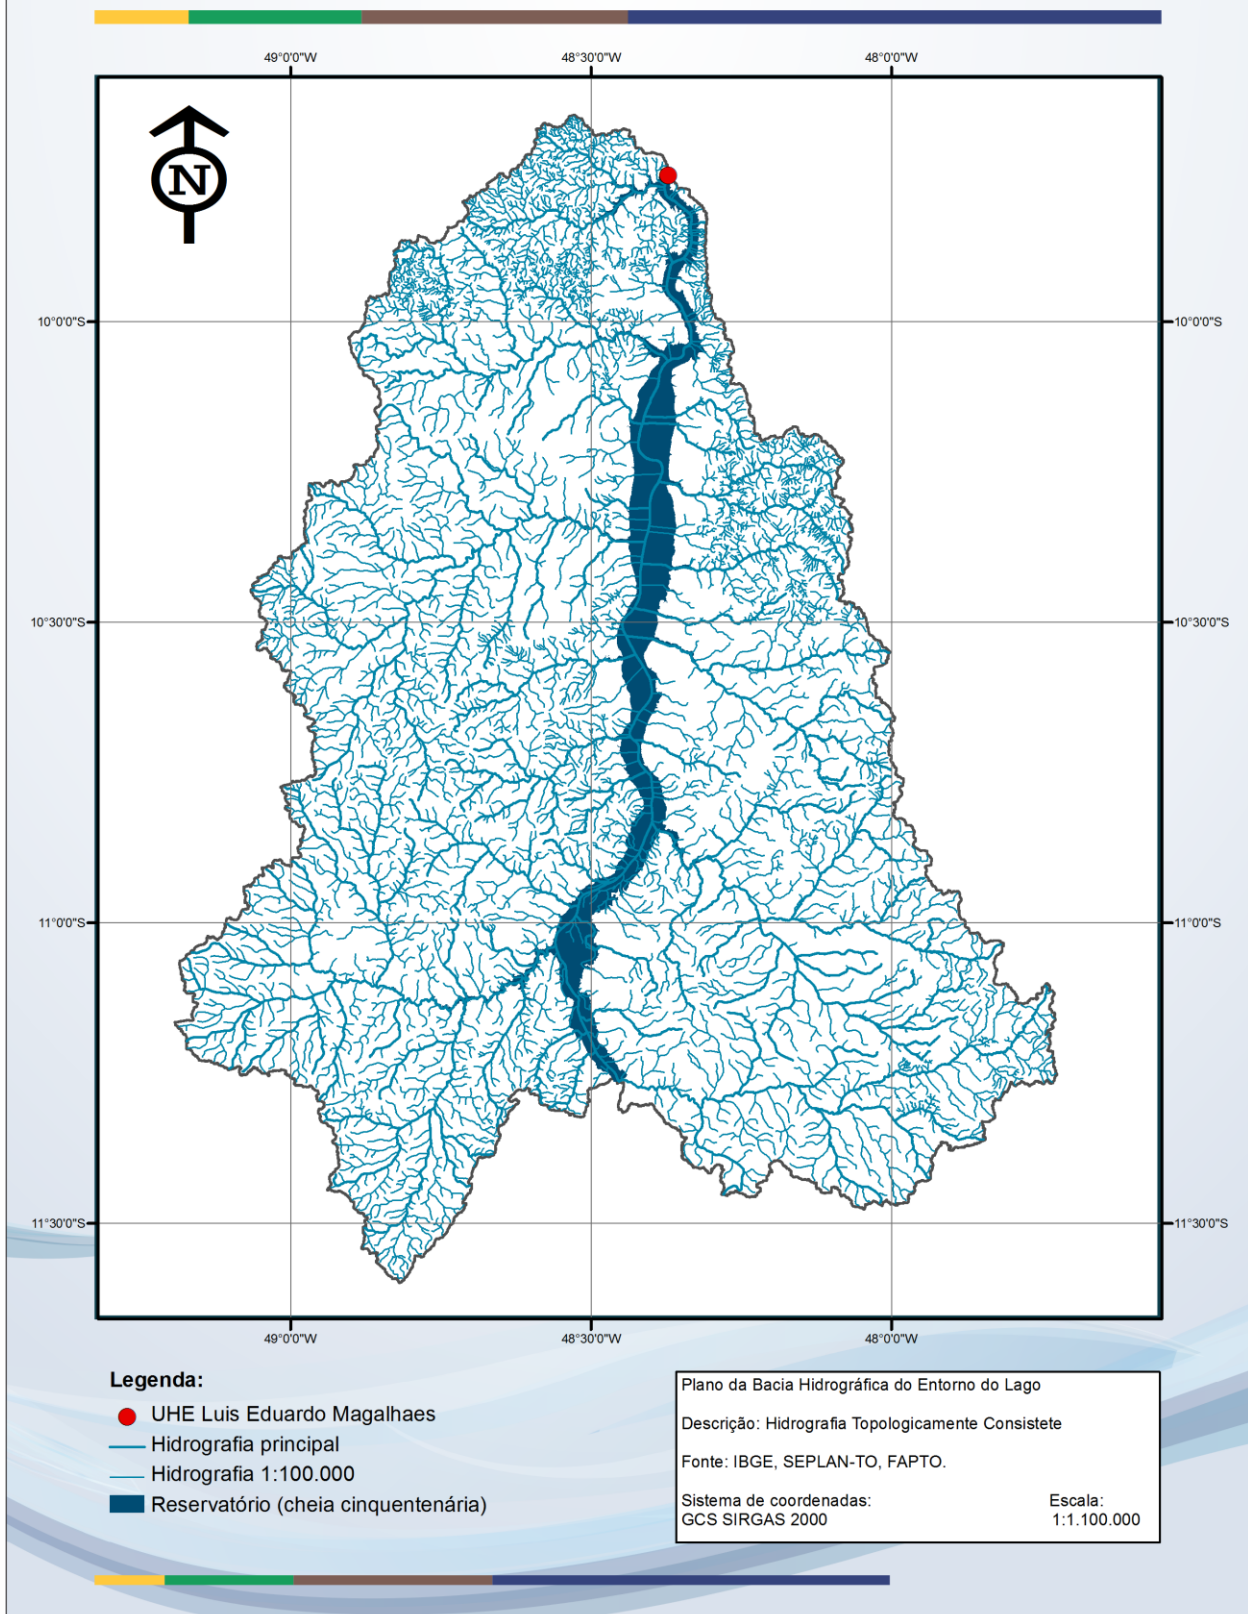 49°0'0"W 48°30'0"W 48°0'0"W
N
10°0'0"S 10°0'0"S
10°30'0"S 10°30'0"S
11°0'0"S 11°0'0"S
11°30'0"S 11°30'0"S
49°0'0"W 48°30'0"W 48°0'0"W
Legenda:
UHE Luis Eduardo Magalhaes
Hidrografia principal
Hidrografia 1:100.000
Reservatório (cheia cinquentenária)
Plano da Bacia Hidrográfica do Entorno do Lago
Descrição: Hidrografia Topologicamente Consistete
Fonte: IBGE, SEPLAN-TO, FAPTO.
Sistema de coordenadas: Escala:
GCS SIRGAS 2000 1:1.100.000